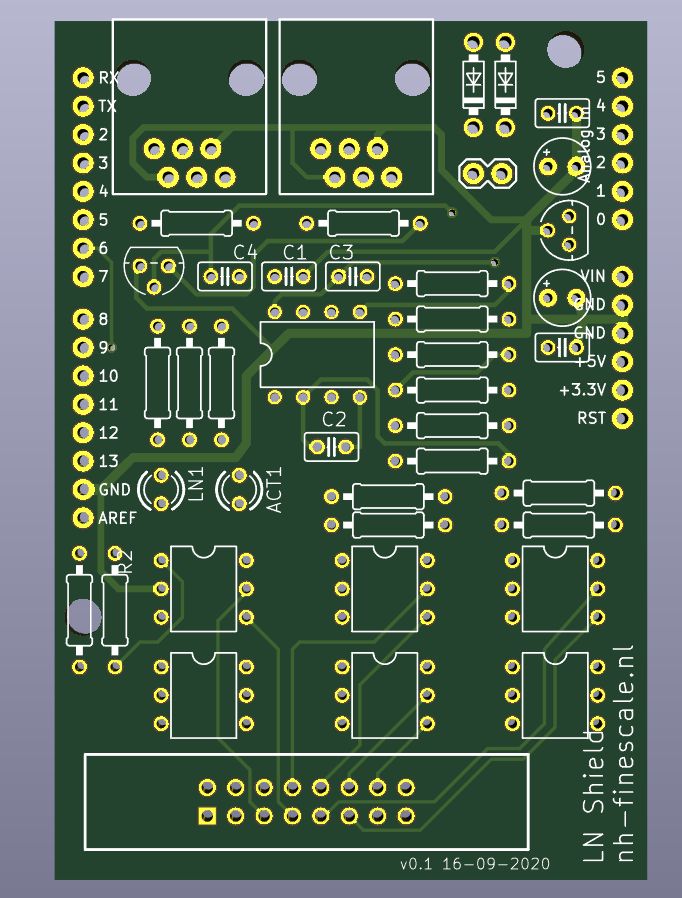 RX
TX
2
3
4
5
6
7
8
9
10
11
12
13
GND
AREF
C4
C1
C3
C2
LN1
ACT1
R2
5
4
3
2
1
0
Analog In
+
+
VIN
GND
GND
+5V
+3.3V
RST
LN Shield
nh-finescale.nl
v0.1 16-09-2020